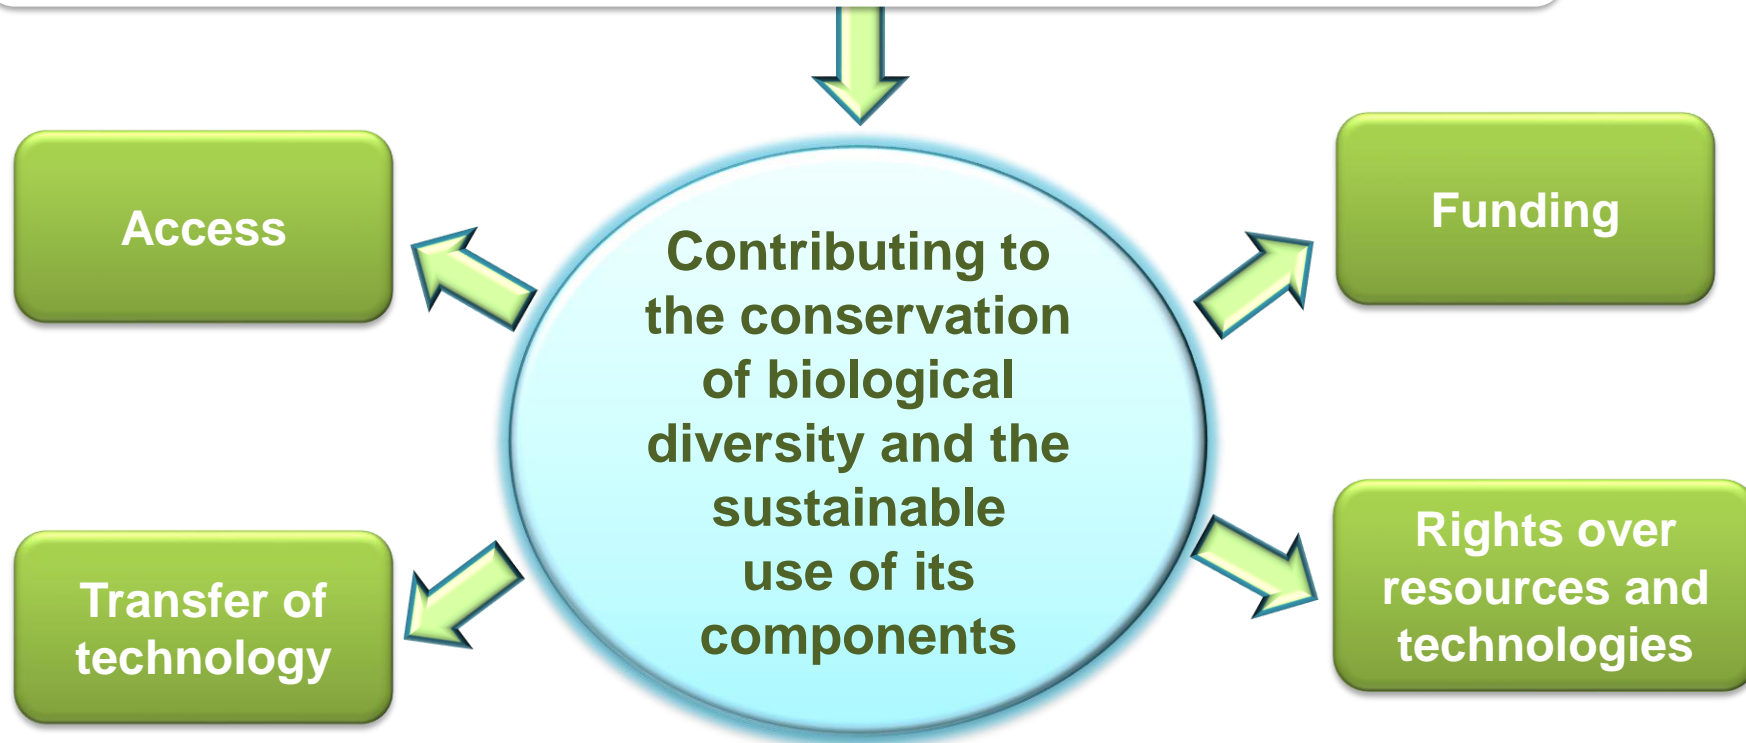 Access
Funding
Contributing to
the conservation
of biological
diversity and the
sustainable
use of its
components
Transfer of
technology
Rights over
resources and
technologies